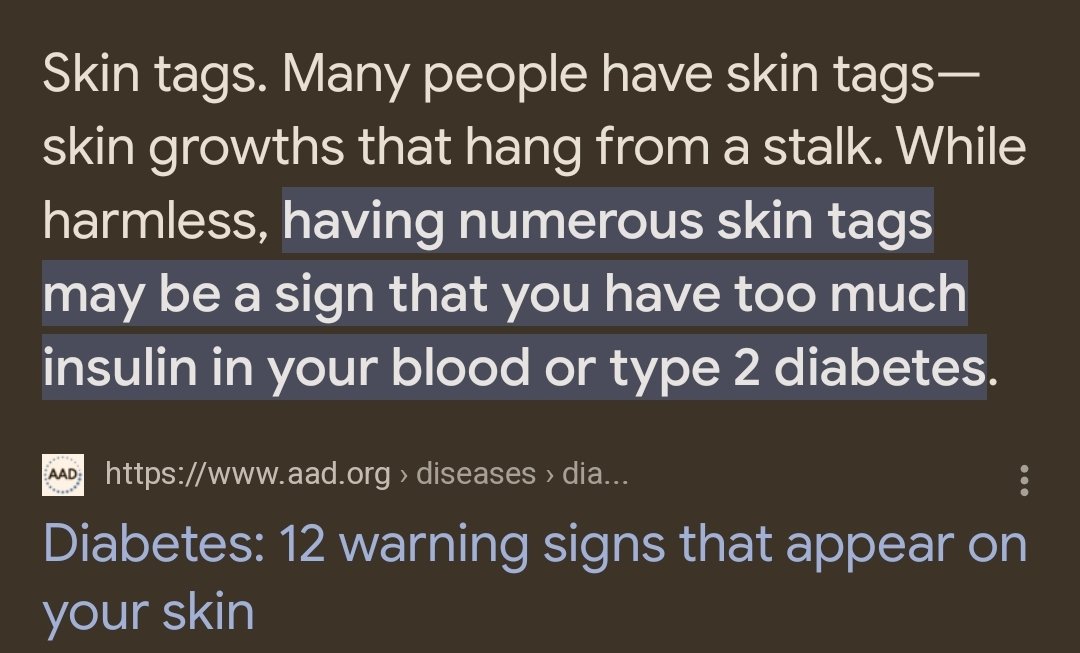 Skin tags. Many people have skin tags—
skin growths that hang from a stalk. While
harmless, having numerous skin tags
may be a sign that you have too much
insulin in your blood or type 2 diabetes.
AAD https://www.aad.org › diseases › dia...
Diabetes: 12 warning signs that appear on
your skin